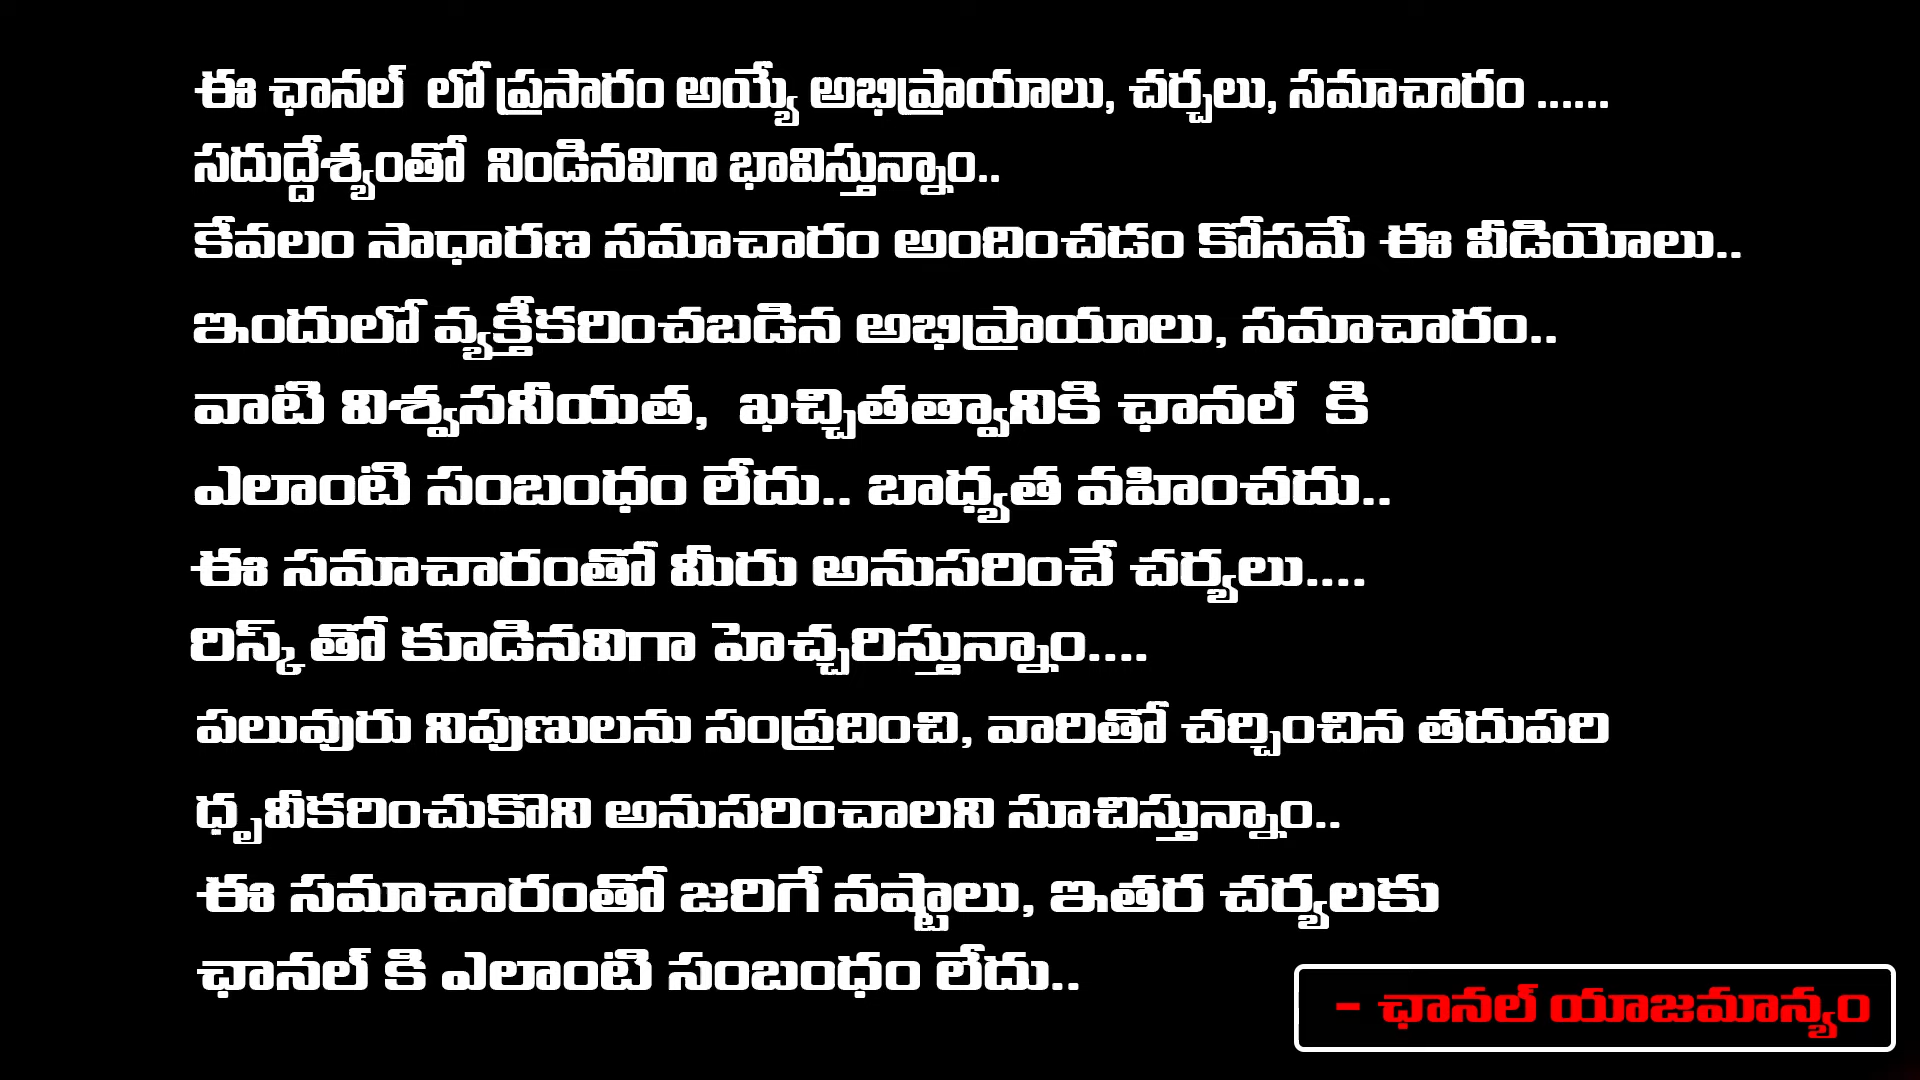 ఈ ఛానల్ లో ప్రసారం అయ్యే అభిప్రాయాలు, చర్చలు, సమాచారం ......
సదుద్దేశ్యంతో నిండినవిగా భావిస్తున్నాం..
కేవలం సాధారణ సమాచారం అందించడం కోసమే ఈ వీడియోలు..
ఇందులో వ్యక్తీకరించబడిన అభిప్రాయాలు, సమాచారం..
వాటి విశ్వసనీయత, ఖచ్చితత్వానికి ఛానల్ కి
ఎలాంటి సంబంధం లేదు.. బాధ్యత వహించదు..
ఈ సమాచారంతో మీరు అనుసరించే చర్యలు....
రిస్క్ తో కూడినవిగా హెచ్చరిస్తున్నాం....
పలువురు నిపుణులను సంప్రదించి, వారితో చర్చించిన తదుపరి
ధృవీకరించుకొని అనుసరించాలని సూచిస్తున్నాం..
ఈ సమాచారంతో జరిగే నష్టాలు, ఇతర చర్యలకు
ఛానల్ కి ఎలాంటి సంబంధం లేదు..
- ఛానల్ యాజమాన్యం